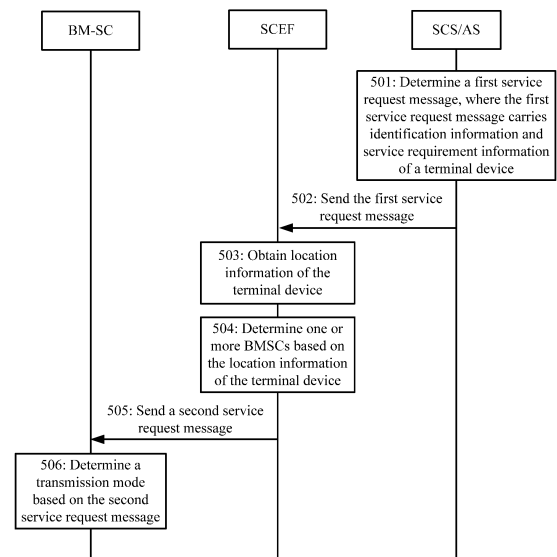 BM-SC
SCEF
SCS/AS
501: Determine a first service
request message, where the first
service request message carries
identification information and
service requirement information
of a terminal device
502: Send the first service
request message
503: Obtain location
information of the
terminal device
504: Determine one or
more BMSCs based on
the location information
of the terminal device
505: Send a second service
request message
506: Determine a
transmission mode
based on the second
service request message